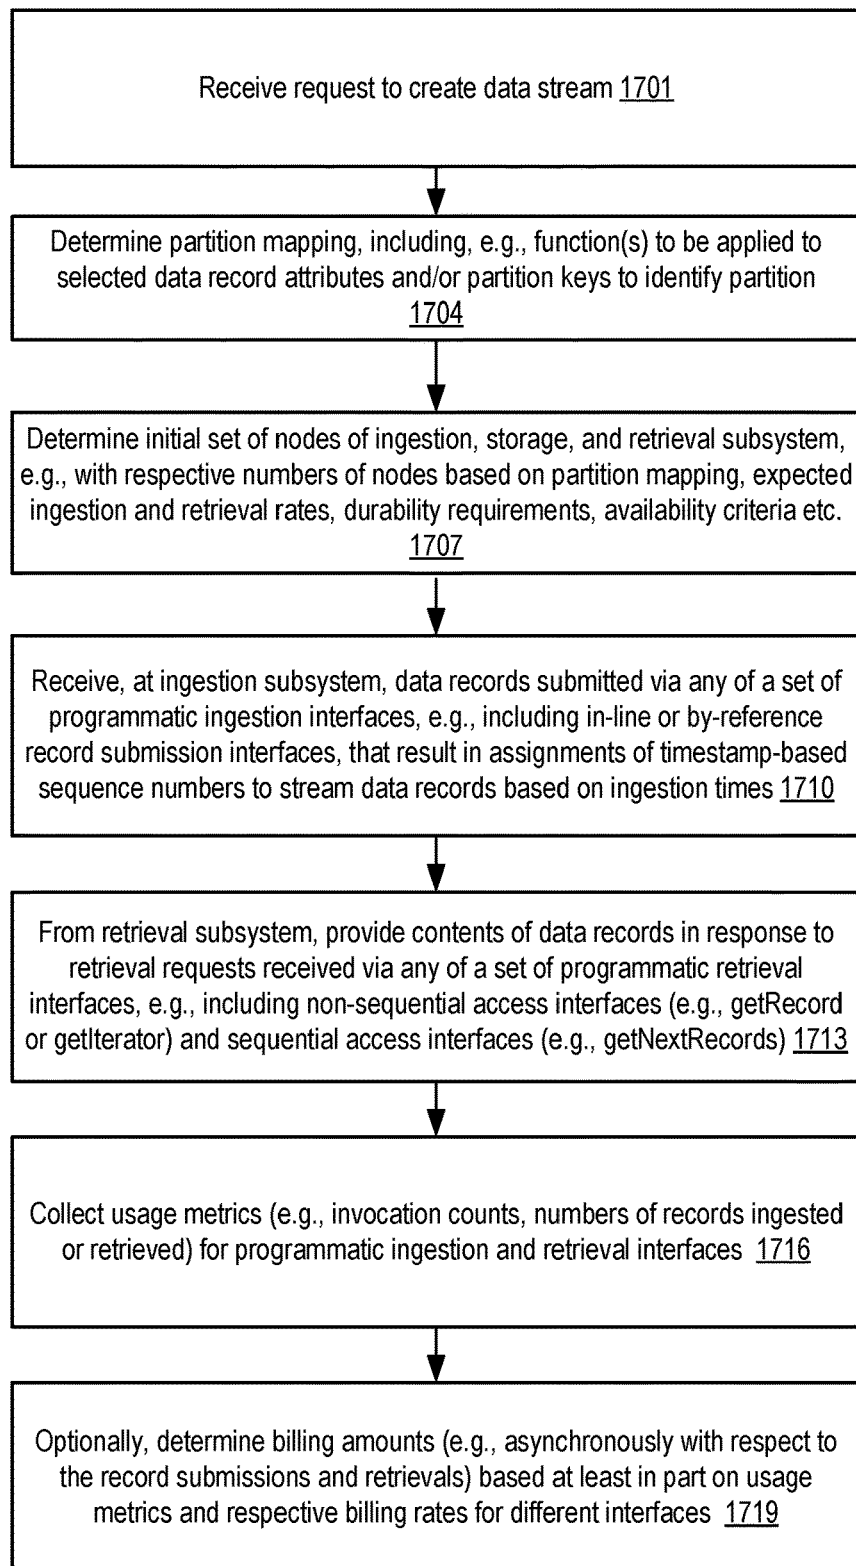 Receive request to create data stream 1701
Determine partition mapping, including, e.g., function(s) to be applied to
selected data record attributes and/or partition keys to identify partition
1704
Determine initial set of nodes of ingestion, storage, and retrieval subsystem,
e.g., with respective numbers of nodes based on partition mapping, expected
ingestion and retrieval rates, durability requirements, availability criteria etc.
1707
Receive, at ingestion subsystem, data records submitted via any of a set of
programmatic ingestion interfaces, e.g., including in-line or by-reference
record submission interfaces, that result in assignments of timestamp-based
sequence numbers to stream data records based on ingestion times 1710
From retrieval subsystem, provide contents of data records in response to
retrieval requests received via any of a set of programmatic retrieval
interfaces, e.g., including non-sequential access interfaces (e.g., getRecord
or getIterator) and sequential access interfaces (e.g., getNextRecords) 1713
Collect usage metrics (e.g., invocation counts, numbers of records ingested
or retrieved) for programmatic ingestion and retrieval interfaces 1716
Optionally, determine billing amounts (e.g., asynchronously with respect to
the record submissions and retrievals) based at least in part on usage
metrics and respective billing rates for different interfaces 1719